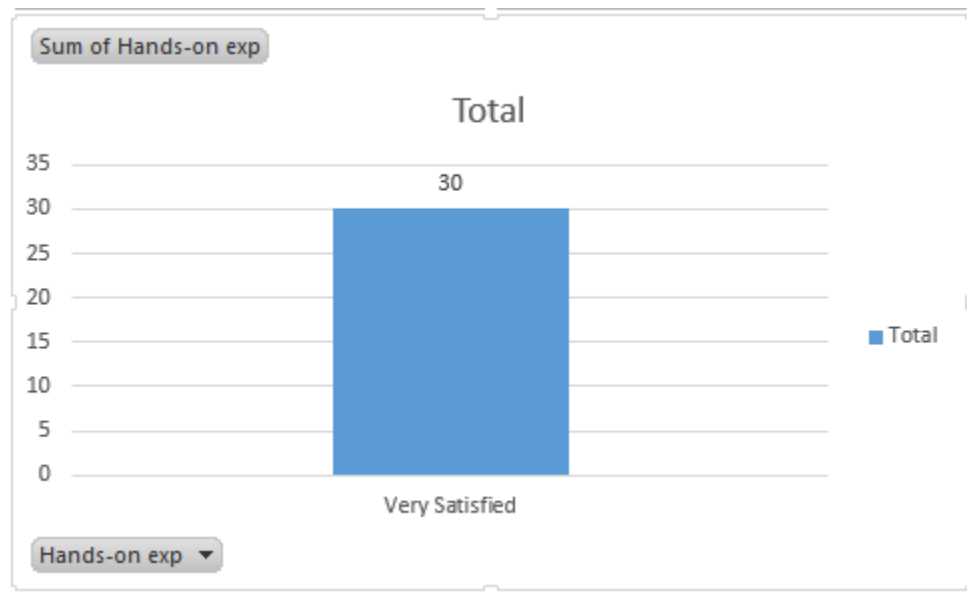 Sum of Hands-on exp
Total
35
30
30
25
20
15
10
5
0
Total
Very Satisfied
Hands-on exp